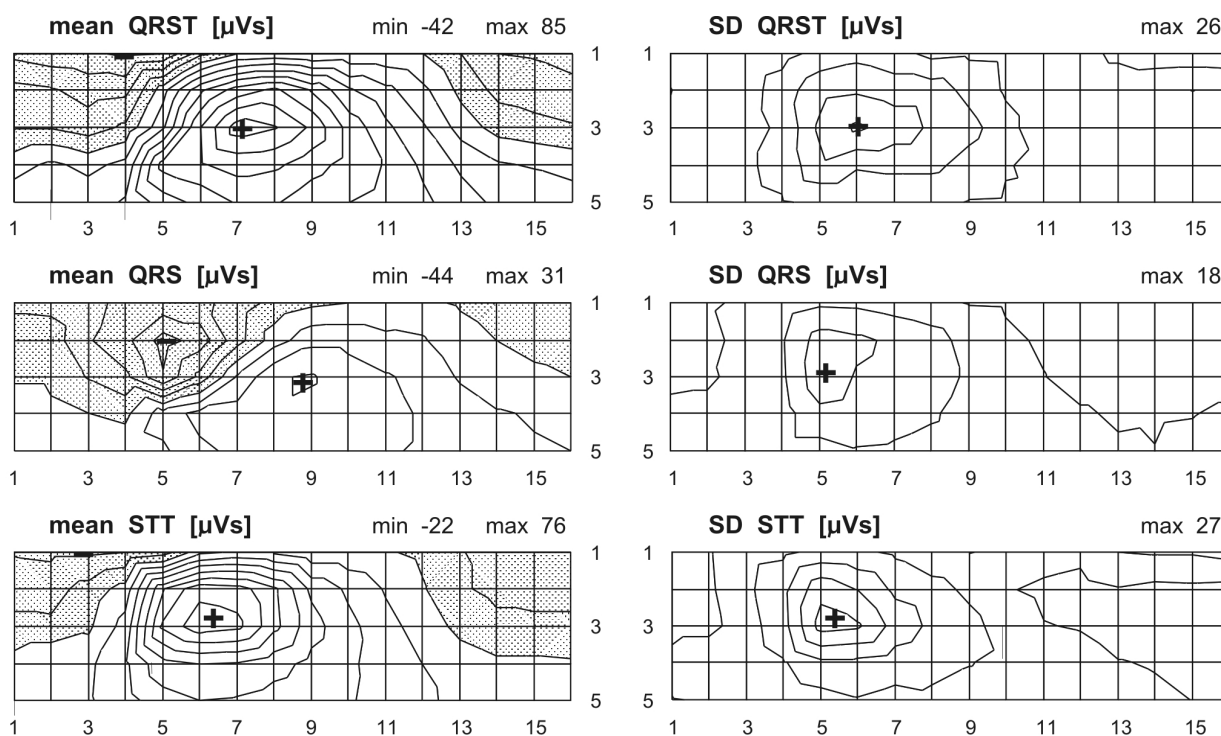 mean QRST [µVs] min -42 max 85
SD QRST [µVs] max 26
1
3
5
1 3 5 7 9 11 13 15
1
3
5
1 3 5 7 9 11 13 15
mean QRS [µVs] min -44 max 31
SD QRS [µVs] max 18
1
3
5
1 3 5 7 9 11 13 15
1
3
5
1 3 5 7 9 11 13 15
mean STT [µVs] min -22 max 76
SD STT [µVs] max 27
1
3
5
1 3 5 7 9 11 13 15
1
3
5
1 3 5 7 9 11 13 15